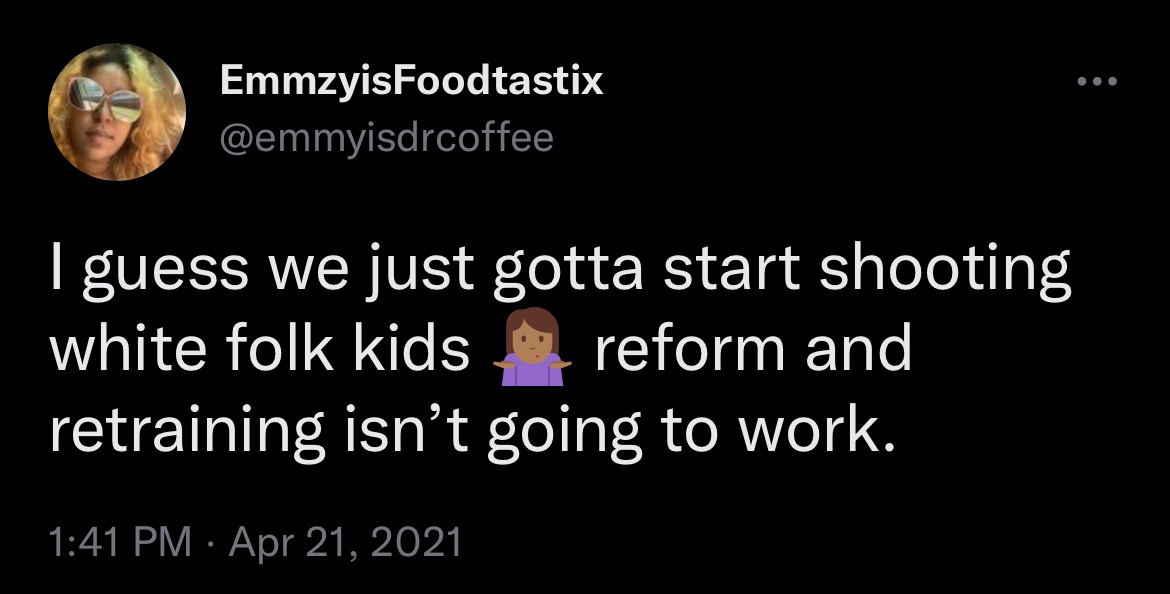 EmmzyisFoodtastix
@emmyisdrcoffee
I guess we just gotta start shooting
white folk kids 🤷🏽‍♀️ reform and
retraining isn’t going to work.
1:41 PM · Apr 21, 2021